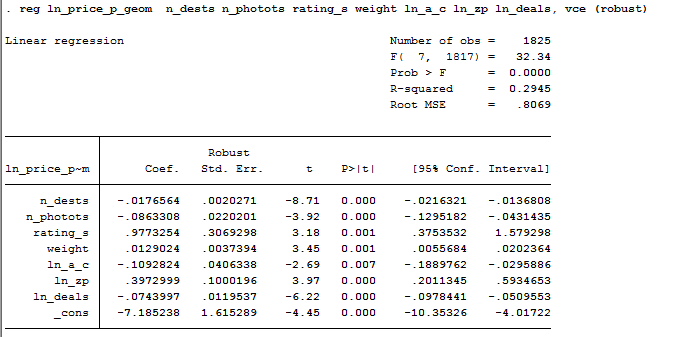 . reg ln_price_p_geom  n_dests n_photots rating_s weight ln_a_c ln_zp ln_deals, vce (robust)
Linear regression Number of obs = 1825
F( 7, 1817) = 32.34
Prob > F = 0.0000
R-squared = 0.2945
Root MSE = .8069
Robust
ln_price_p~m Coef. Std. Err. t P>|t| [95% Conf. Interval]
n_dests -.0176564 .0020271 -8.71 0.000 -.0216321 -.0136808
n_photots -.0863308 .0220201 -3.92 0.000 -.1295182 -.0431435
rating_s .9773254 .3069298 3.18 0.001 .3753532 1.579298
weight .0129024 .0037394 3.45 0.001 .0055684 .0202364
ln_a_c -.1092824 .0406338 -2.69 0.007 -.1889762 -.0295886
ln_zp .3972999 .1000196 3.97 0.000 .2011345 .5934653
ln_deals -.0743997 .0119537 -6.22 0.000 -.0978441 -.0509553
_cons -7.185238 1.615289 -4.45 0.000 -10.35326 -4.01722